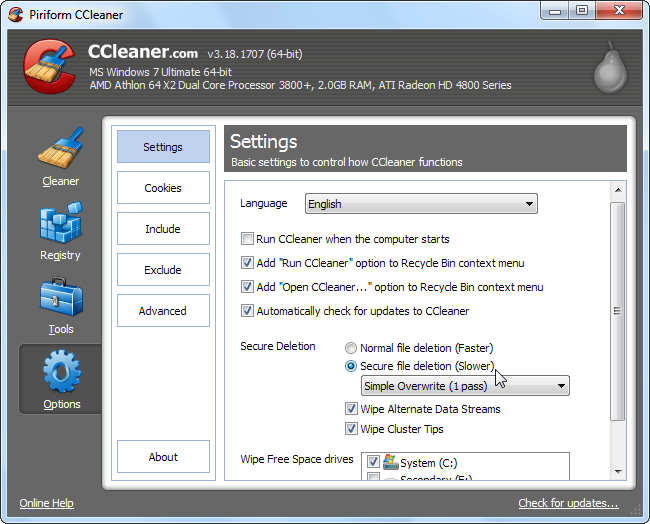 Piriform CCleaner
CCleaner.com v3.18.1707 (64-bit)
MS Windows 7 Ultimate 64-bit
AMD Athlon 64 X2 Dual Core Processor 3800+, 2.0GB RAM, ATI Radeon HD 4800 Series
Cleaner
Registry
Tools
Options
Settings
Cookies
Include
Exclude
Advanced
About
Settings
Basic settings to control how CCleaner functions
Language English
Run CCleaner when the computer starts
Add "Run CCleaner" option to Recycle Bin context menu
Add "Open CCleaner..." option to Recycle Bin context menu
Automatically check for updates to CCleaner
Secure Deletion Normal file deletion (Faster)
Secure file deletion (Slower)
Simple Overwrite (1 pass)
Wipe Alternate Data Streams
Wipe Cluster Tips
Wipe Free Space drives System (C:)
Secondary (F:)
Online Help
Check for updates...